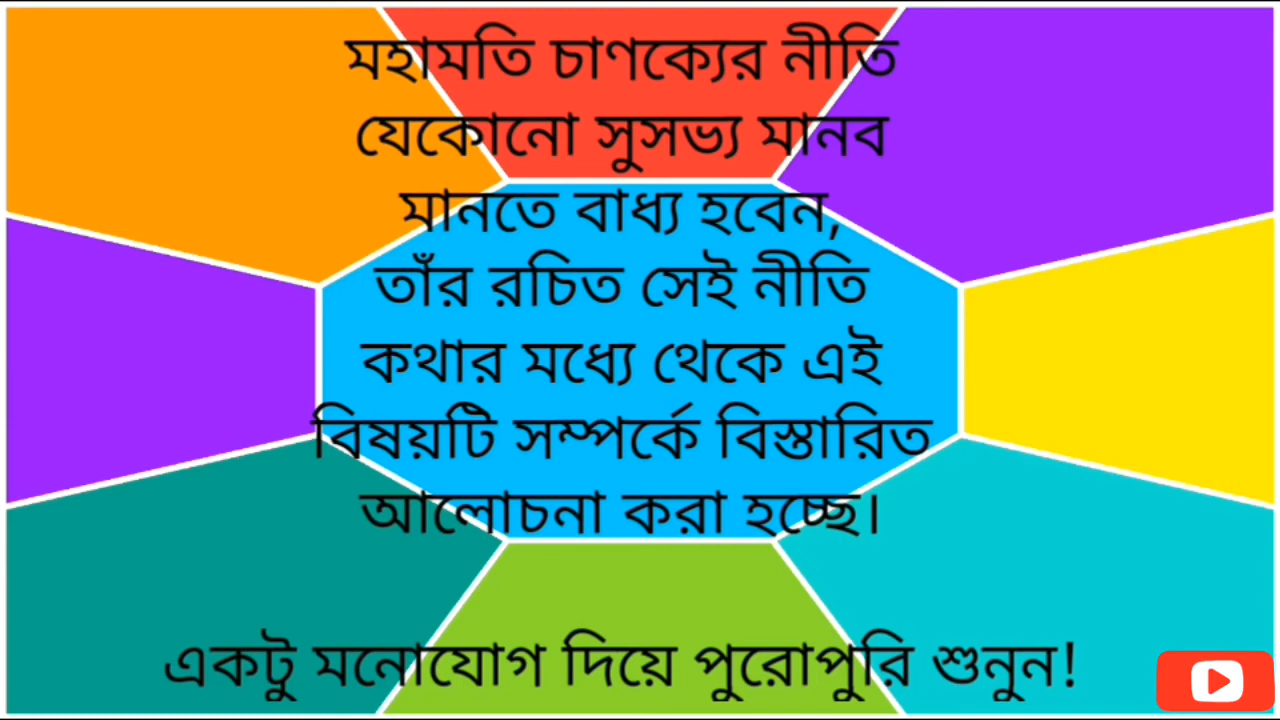 মহামতি চাণক্যের নীতি
যেকোনো সুসভ্য মানব
মানতে বাধ্য হবেন,
তাঁর রচিত সেই নীতি
কথার মধ্যে থেকে এই
বিষয়টি সম্পর্কে বিস্তারিত
আলোচনা করা হচ্ছে।
একটু মনোযোগ দিয়ে পুরোপুরি শুনুন!